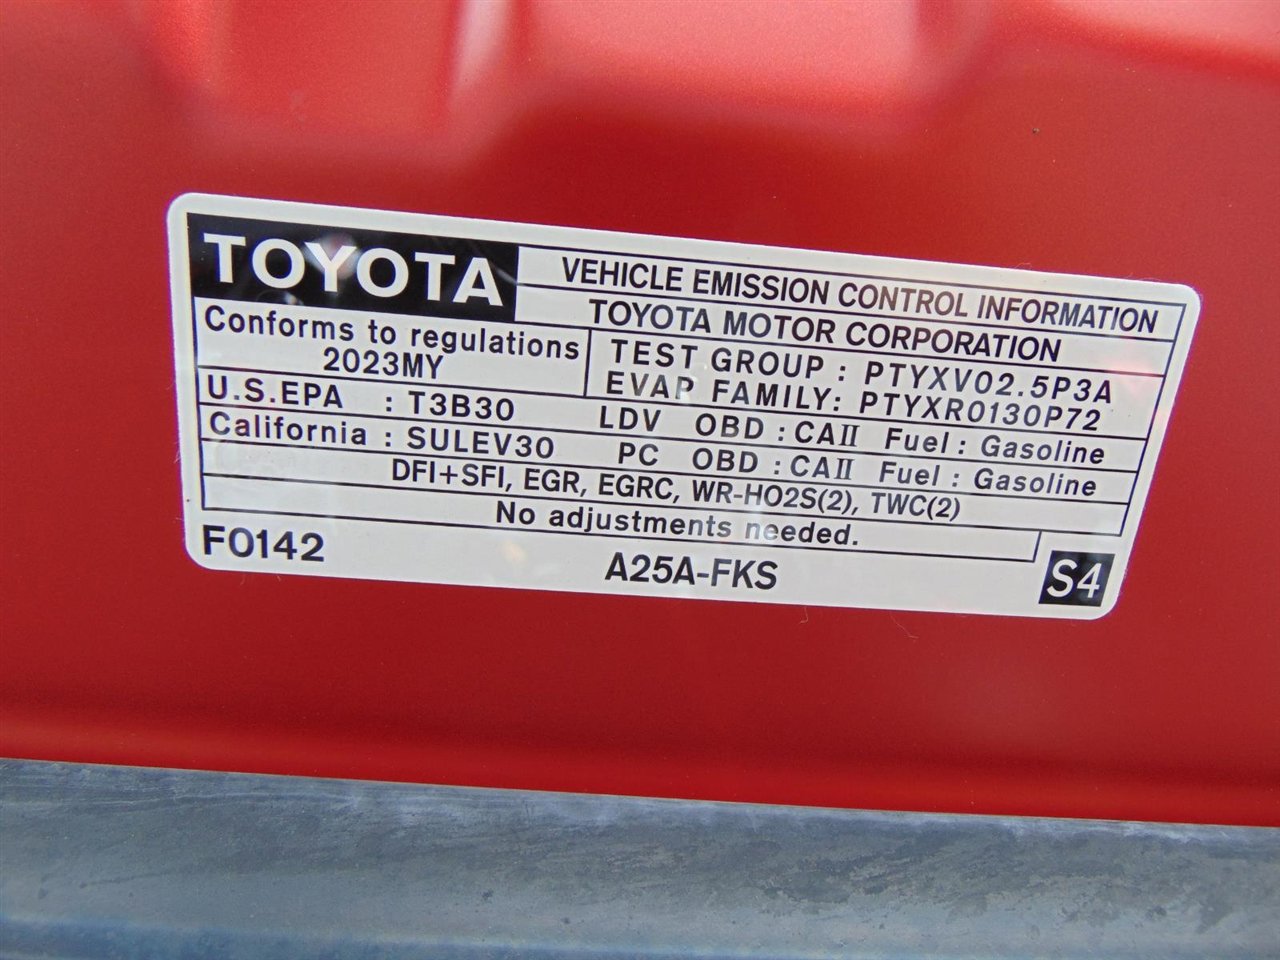 TOYOTA
VEHICLE EMISSION CONTROL INFORMATION
TOYOTA MOTOR CORPORATION
Conforms to regulations
2023MY
TEST GROUP : PTYXV02.5P3A
EVAP FAMILY: PTYXR0130P72
U.S.EPA : T3B30 LDV OBD : CAII Fuel : Gasoline
California : SULEV30 PC OBD : CAII Fuel : Gasoline
DFI+SFI, EGR, EGRC, WR-HO2S(2), TWC(2)
No adjustments needed.
F0142 A25A-FKS S4